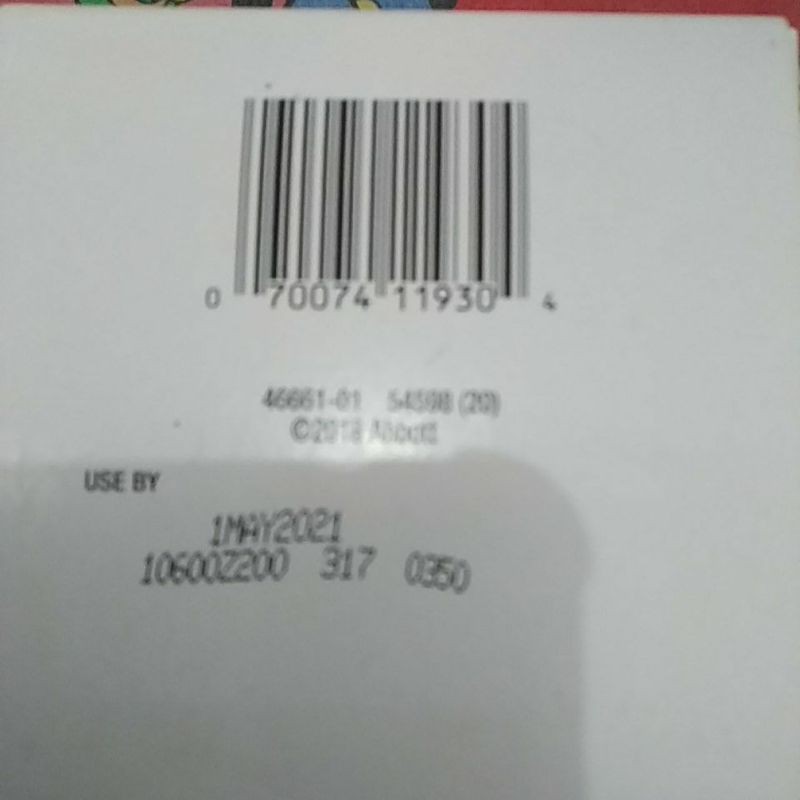 0 70074 11930 4
46661-01 54598 (20)
©2018 Abbott
USE BY
1MAY2021
10600Z200 317 0350